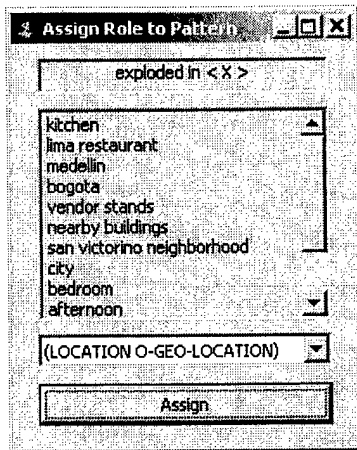 Assign Role to Pattern
exploded in < X >
kitchen
lima restaurant
medellin
bogota
vendor stands
nearby buildings
san victorino neighborhood
city
bedroom
afternoon
(LOCATION O-GEO-LOCATION)
Assign